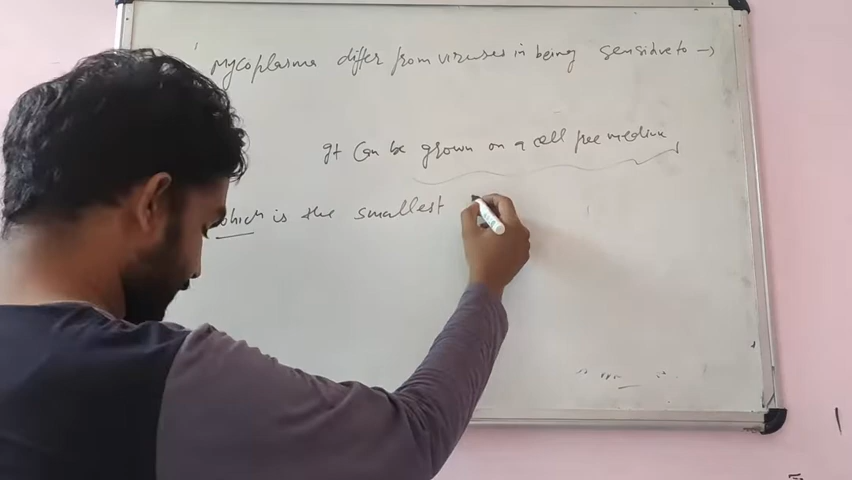 Mycoplasma differ from viruses in being sensitive to →
It Can be grown on a cell free medium
which is the smallest